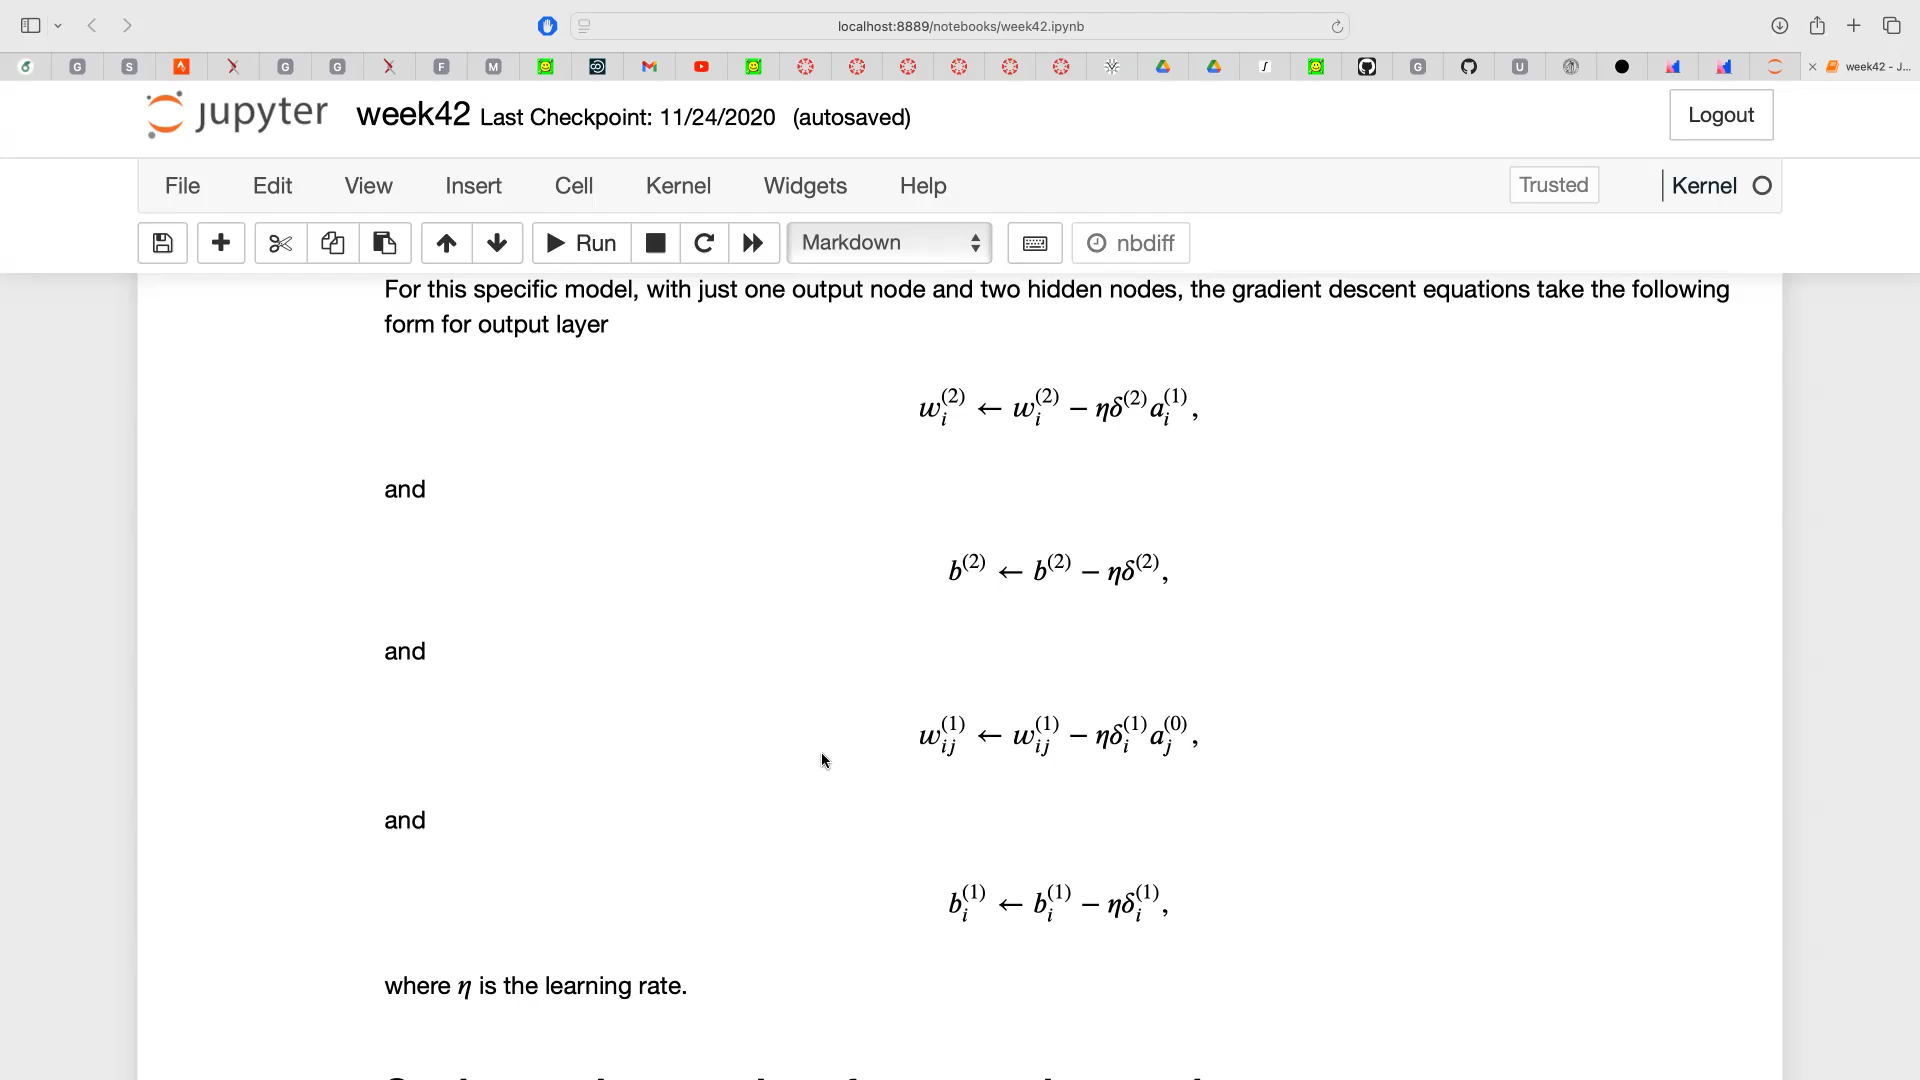 localhost:8889/notebooks/week42.ipynb
G S G G F M G U week42 - J...
jupyter week42 Last Checkpoint: 11/24/2020 (autosaved) Logout
File Edit View Insert Cell Kernel Widgets Help Trusted Kernel
Run Markdown nbdiff
For this specific model, with just one output node and two hidden nodes, the gradient descent equations take the following
form for output layer
w_i^{(2)} ← w_i^{(2)} − ηδ^{(2)}a_i^{(1)},
and
b^{(2)} ← b^{(2)} − ηδ^{(2)},
and
w_{ij}^{(1)} ← w_{ij}^{(1)} − ηδ_i^{(1)}a_j^{(0)},
and
b_i^{(1)} ← b_i^{(1)} − ηδ_i^{(1)},
where η is the learning rate.